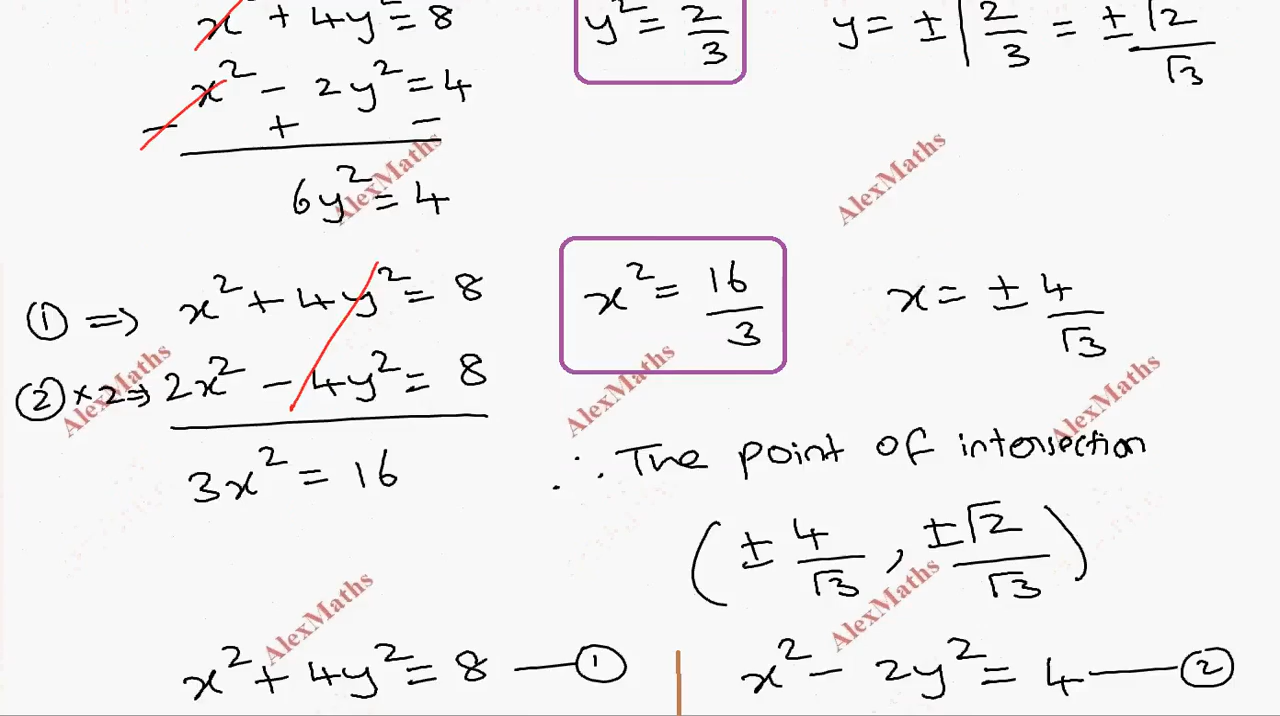 x² + 4y² = 8
y² = 2/3
y = ± √2/3 = ± √2/√3
x² - 2y² = 4
- + -
6y² = 4
① ⇒ x² + 4y² = 8
x² = 16/3
x = ± 4/√3
② × 2 ⇒ 2x² - 4y² = 8
3x² = 16
∴ The point of intersection
(± 4/√3, ± √2/√3)
x² + 4y² = 8 — ①
x² - 2y² = 4 — ②
AlexMaths
AlexMaths
AlexMaths
AlexMaths
AlexMaths
AlexMaths
AlexMaths